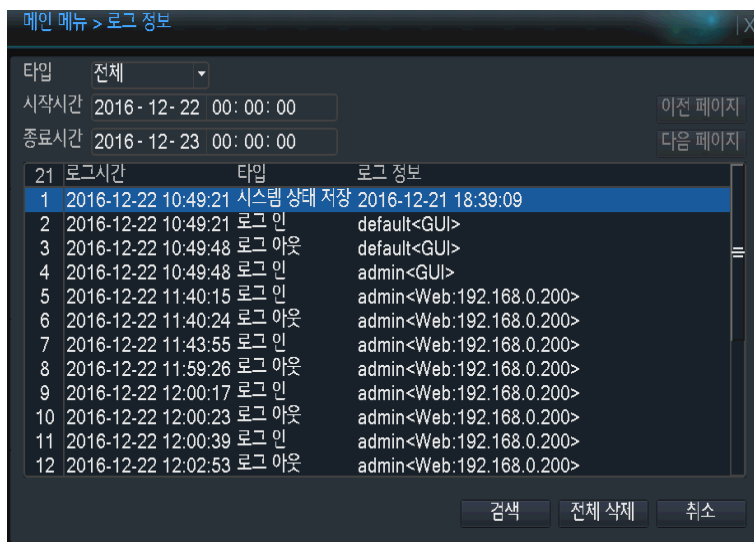 메인 메뉴 > 로그 정보
X
타입 전체
시작시간 2016 - 12 - 22 00: 00: 00 이전 페이지
종료시간 2016 - 12 - 23 00: 00: 00 다음 페이지
21 로그시간 타입 로그 정보
1 2016-12-22 10:49:21 시스템 상태 저장 2016-12-21 18:39:09
2 2016-12-22 10:49:21 로그 인 default<GUI>
3 2016-12-22 10:49:48 로그 아웃 default<GUI>
4 2016-12-22 10:49:48 로그 인 admin<GUI>
5 2016-12-22 11:40:15 로그 인 admin<Web:192.168.0.200>
6 2016-12-22 11:40:24 로그 아웃 admin<Web:192.168.0.200>
7 2016-12-22 11:43:55 로그 인 admin<Web:192.168.0.200>
8 2016-12-22 11:59:26 로그 아웃 admin<Web:192.168.0.200>
9 2016-12-22 12:00:17 로그 인 admin<Web:192.168.0.200>
10 2016-12-22 12:00:23 로그 아웃 admin<Web:192.168.0.200>
11 2016-12-22 12:00:39 로그 인 admin<Web:192.168.0.200>
12 2016-12-22 12:02:53 로그 아웃 admin<Web:192.168.0.200>
검색 전체 삭제 취소